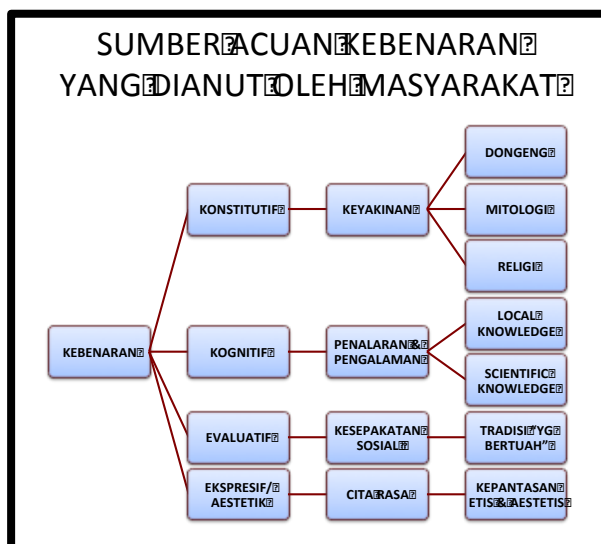 SUMBER ACUAN KEBENARAN
YANG DIANUT OLEH MASYARAKAT
KEBENARAN
KONSTITUTIF
KEYAKINAN
DONGENG
MITOLOGI
RELIGI
KOGNITIF
PENALARAN &
PENGALAMAN
LOCAL
KNOWLEDGE
SCIENTIFIC
KNOWLEDGE
EVALUATIF
KESEPAKATAN
SOSIAL
TRADISI "YG
BERTUAH"
EKSPRESIF/
AESTETIK
CITA RASA
KEPANTASAN
ETIS & AESTETIS